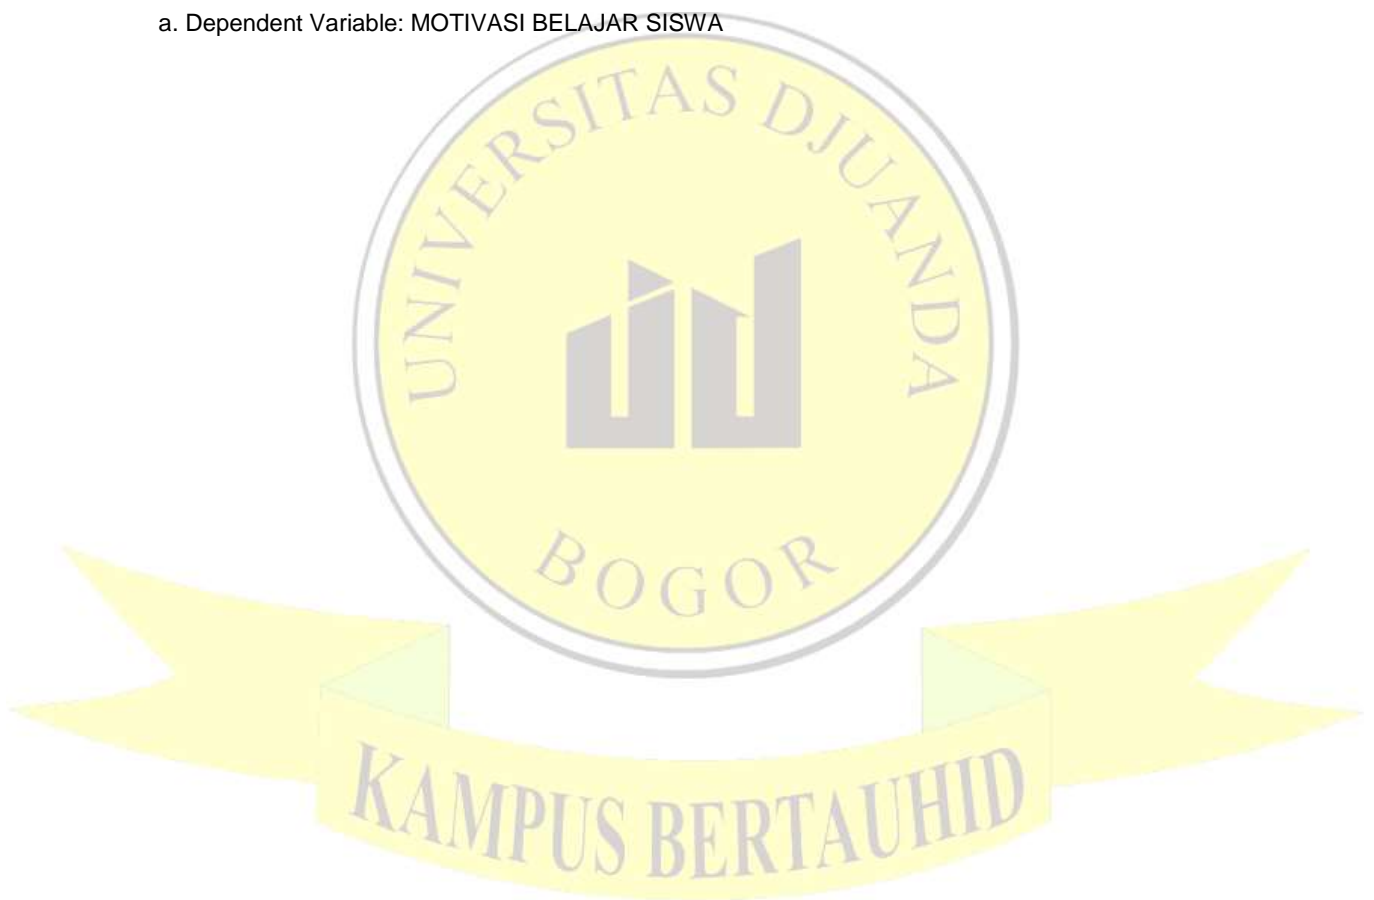 a. Dependent Variable: MOTIVASI BELAJAR SISWA
UNIVERSITAS DJUANDA
BOGOR
KAMPUS BERTAUHID